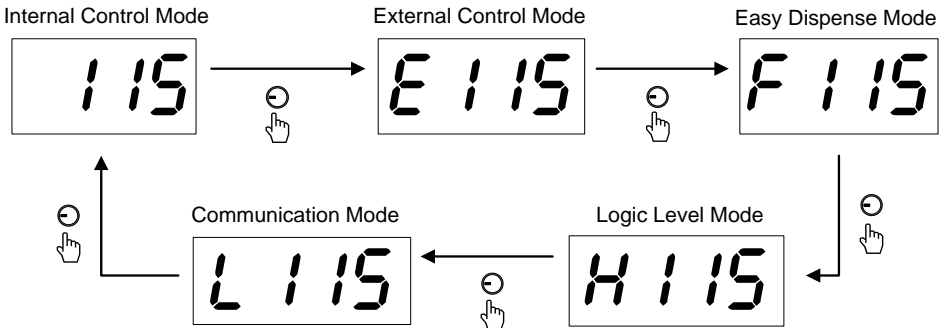 Internal Control Mode
External Control Mode
Easy Dispense Mode
115
E115
F115
Communication Mode
Logic Level Mode
L115
H115